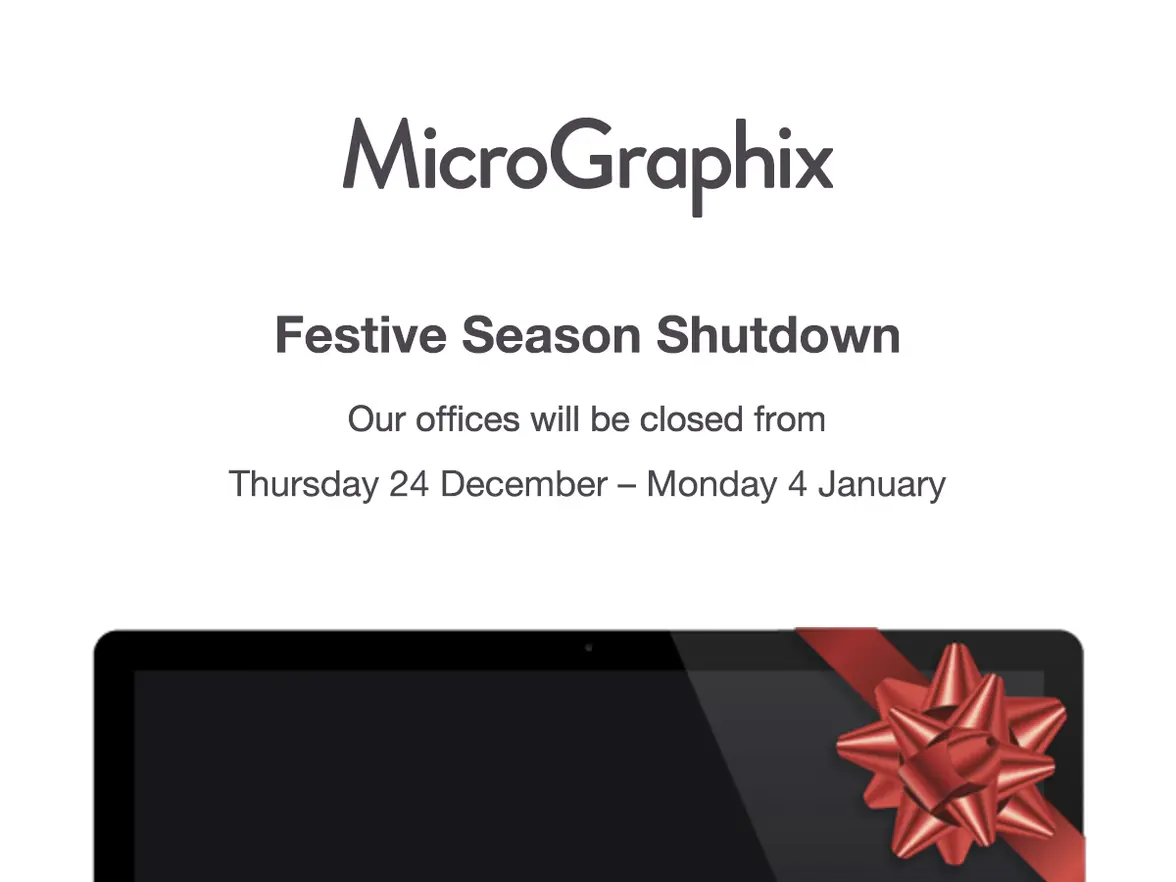 MicroGraphix
Festive Season Shutdown
Our offices will be closed from
Thursday 24 December – Monday 4 January